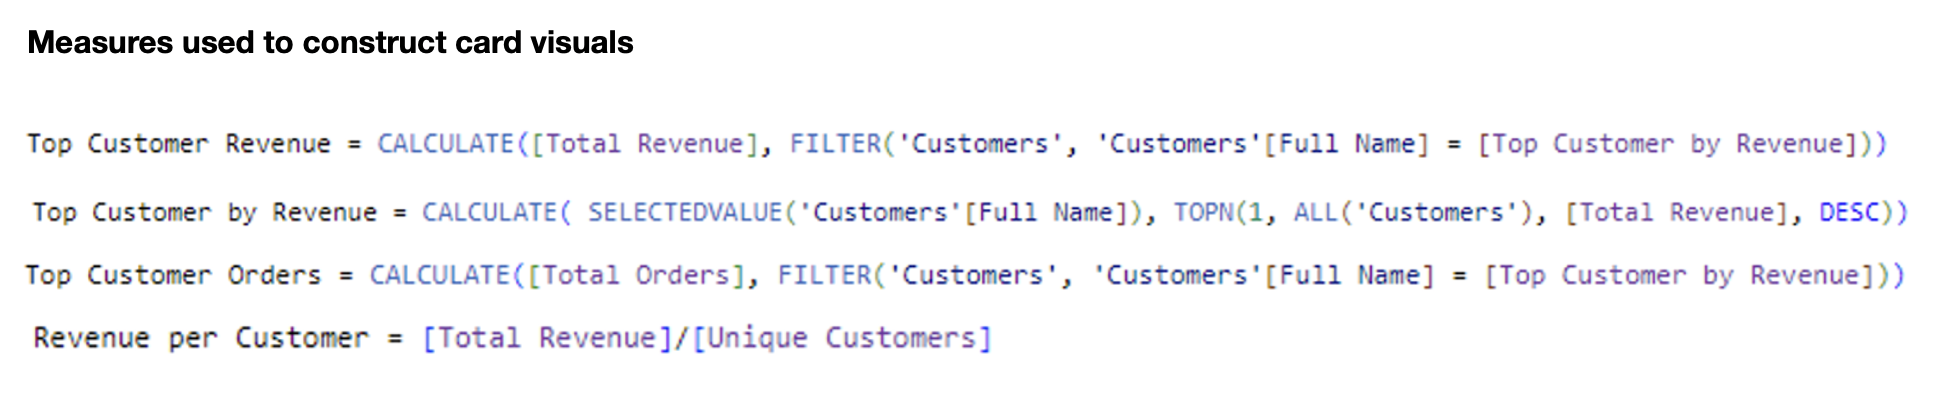 Measures used to construct card visuals
Top Customer Revenue = CALCULATE([Total Revenue], FILTER('Customers', 'Customers'[Full Name] = [Top Customer by Revenue]))
Top Customer by Revenue = CALCULATE( SELECTEDVALUE('Customers'[Full Name]), TOPN(1, ALL('Customers'), [Total Revenue], DESC))
Top Customer Orders = CALCULATE([Total Orders], FILTER('Customers', 'Customers'[Full Name] = [Top Customer by Revenue]))
Revenue per Customer = [Total Revenue]/[Unique Customers]